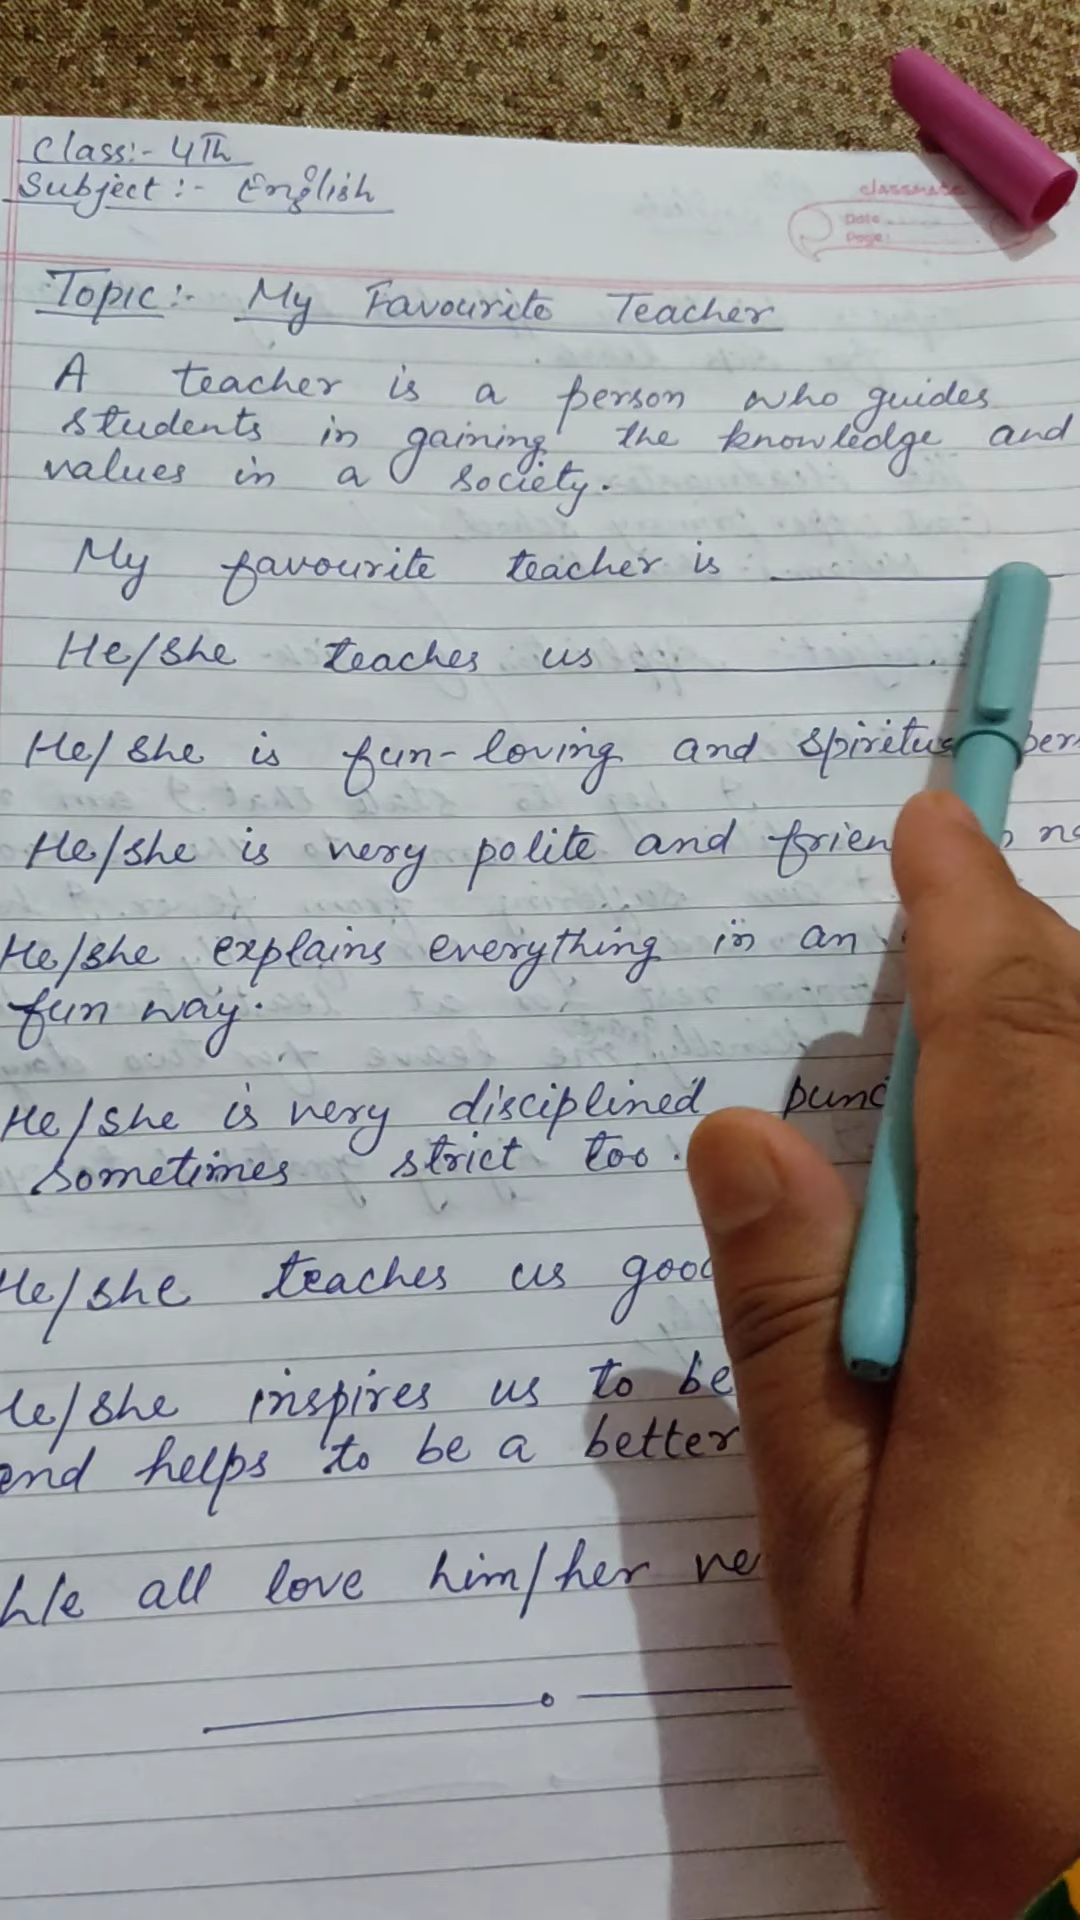 Class:- 4Th
Subject :- English
classmate
Date
Page:
Topic:- My Favourite Teacher
A teacher is a person who guides
students in gaining the knowledge and
values in a society.
My favourite teacher is
He/she teaches us
He/she is fun-loving and
He/she is very polite and
He/she explains everything in an
fun way.
He/she is very disciplined
sometimes strict too.
He/she teaches us
He/she inspires us to be
and helps to be a better
We all love him/her